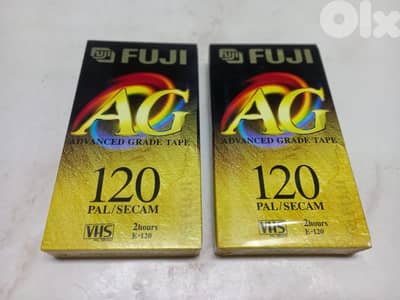 OLX
FUJI
AG
ADVANCED GRADE TAPE
120
PAL/SECAM
VHS
2hours
E-120
FUJI
AG
ADVANCED GRADE TAPE
120
PAL/SECAM
VHS
2hours
E-120